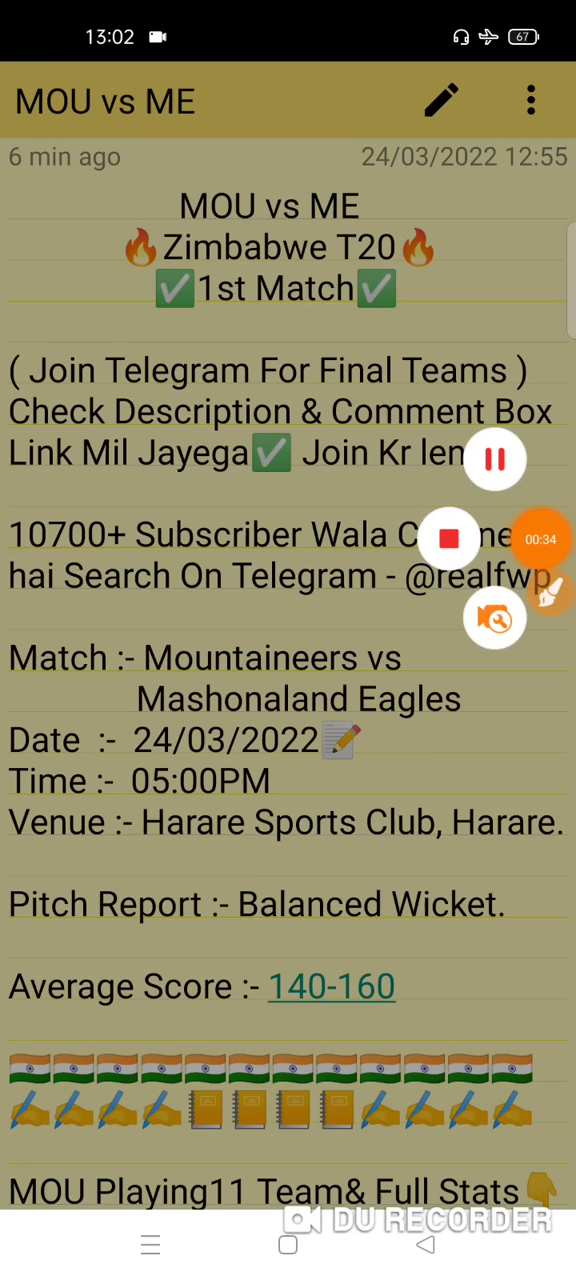 13:02
67
MOU vs ME
6 min ago 24/03/2022 12:55
MOU vs ME
🔥Zimbabwe T20🔥
✅1st Match✅
( Join Telegram For Final Teams )
Check Description & Comment Box
Link Mil Jayega✅ Join Kr len
00:34
10700+ Subscriber Wala
hai Search On Telegram - @realfwp
Match :- Mountaineers vs
Mashonaland Eagles
Date :- 24/03/2022📝
Time :- 05:00PM
Venue :- Harare Sports Club, Harare.
Pitch Report :- Balanced Wicket.
Average Score :- 140-160
🇮🇳🇮🇳🇮🇳🇮🇳🇮🇳🇮🇳🇮🇳🇮🇳🇮🇳🇮🇳🇮🇳🇮🇳
✍️✍️✍️✍️📒📒📒📒✍️✍️✍️✍️
MOU Playing11 Team& Full Stats👇
DU RECORDER